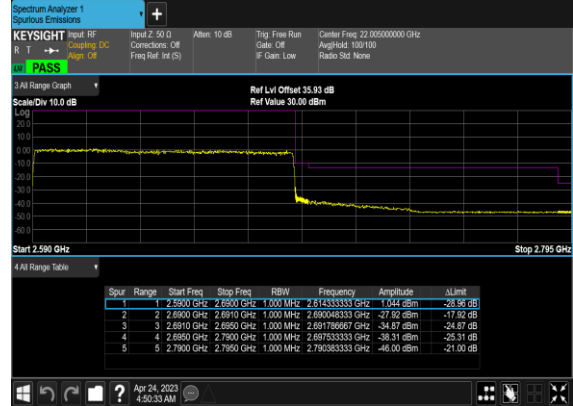 Spectrum Analyzer 1
Spurious Emissions
+
KEYSIGHT Input: RF Input Z: 50 Ω Atten: 10 dB Trig: Free Run Center Freq: 22.005000000 GHz
R T Coupling: DC Corrections: Off Gate: Off Avg|Hold: 100/100
Align: Off Freq Ref: Int (S) IF Gain: Low Radio Std: None
PASS
3 All Range Graph
Ref Lvl Offset 35.93 dB
Scale/Div 10.0 dB Ref Value 30.00 dBm
Log
20.0
10.0
0.00
-10.0
-20.0
-30.0
-40.0
-50.0
-60.0
Start 2.590 GHz Stop 2.795 GHz
4 All Range Table
Spur Range Start Freq Stop Freq RBW Frequency Amplitude ΔLimit
1 1 2.5900 GHz 2.6900 GHz 1.000 MHz 2.614333333 GHz 1.044 dBm -28.96 dB
2 2 2.6900 GHz 2.6910 GHz 1.000 MHz 2.690048333 GHz -27.92 dBm -17.92 dB
3 3 2.6910 GHz 2.6950 GHz 1.000 MHz 2.691786667 GHz -34.87 dBm -24.87 dB
4 4 2.6950 GHz 2.7900 GHz 1.000 MHz 2.697533333 GHz -38.31 dBm -25.31 dB
5 5 2.7900 GHz 2.7950 GHz 1.000 MHz 2.790383333 GHz -46.00 dBm -21.00 dB
? Apr 24, 2023
4:50:33 AM